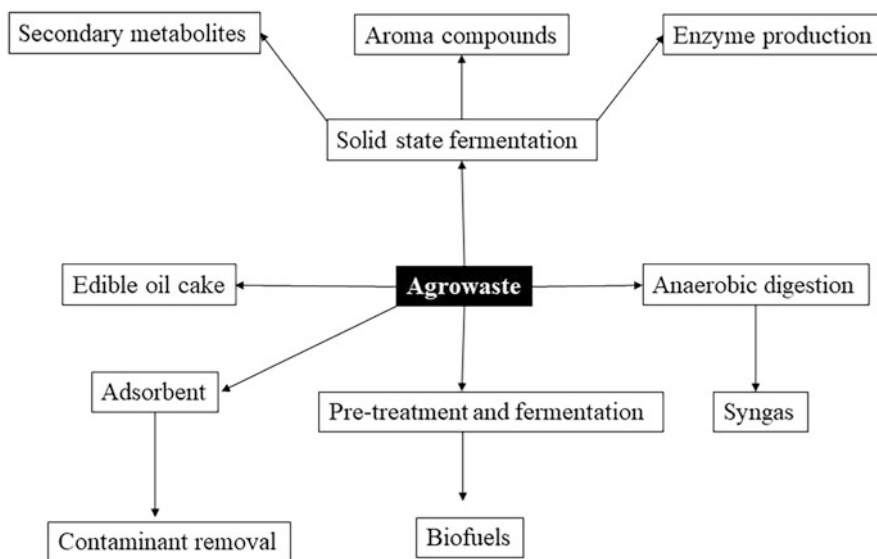 Secondary metabolites
Aroma compounds
Enzyme production
Solid state fermentation
Edible oil cake
Agrowaste
Anaerobic digestion
Adsorbent
Pre-treatment and fermentation
Syngas
Contaminant removal
Biofuels